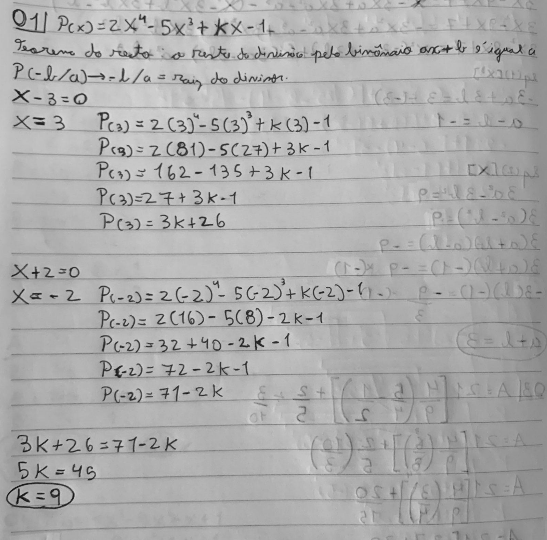 Q1| P(x) = 2x⁴ - 5x³ + kx - 1.
Teorema do resto: o resto da divisão pelo binômio ax+b é igual a
P(-b/a) → -b/a = raiz do divisor.
x - 3 = 0
x = 3 P(3) = 2(3)⁴ - 5(3)³ + k(3) - 1
P(3) = 2(81) - 5(27) + 3k - 1
P(3) = 162 - 135 + 3k - 1
P(3) = 27 + 3k - 1
P(3) = 3k + 26
x + 2 = 0
x = -2 P(-2) = 2(-2)⁴ - 5(-2)³ + k(-2) - 1
P(-2) = 2(16) - 5(8) - 2k - 1
P(-2) = 32 + 40 - 2k - 1
P(-2) = 72 - 2k - 1
P(-2) = 71 - 2k
3k + 26 = 71 - 2k
5k = 45
k = 9